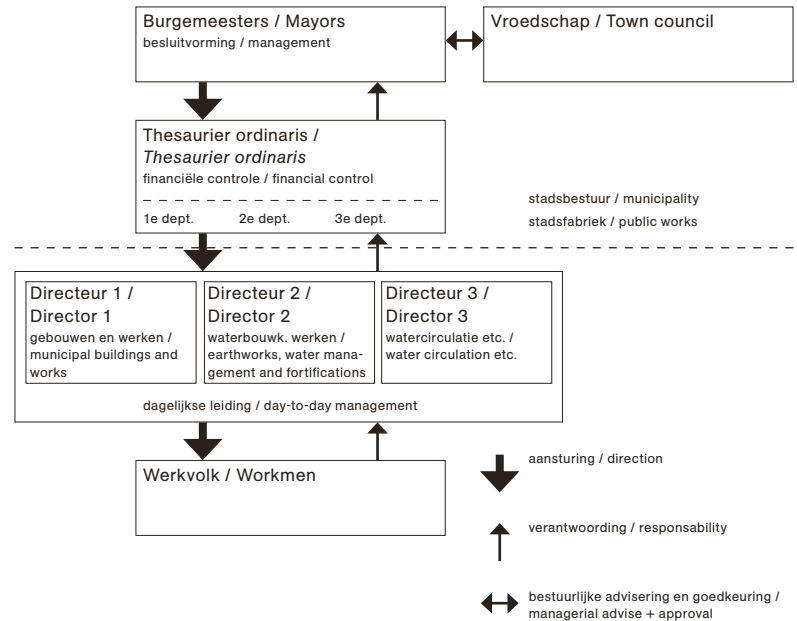 Burgemeesters / Mayors
besluitvorming / management
Vroedschap / Town council
Thesaurier ordinaris /
Thesaurier ordinaris
financiële controle / financial control
1e dept.
2e dept.
3e dept.
stadsbestuur / municipality
stadsfabriek / public works
Directeur 1 /
Director 1
gebouwen en werken /
municipal buildings and
works
Directeur 2 /
Director 2
waterbouwk. werken /
earthworks, water mana-
gement and fortifications
Directeur 3 /
Director 3
watercirculatie etc. /
water circulation etc.
dagelijkse leiding / day-to-day management
Werkvolk / Workmen
aansturing / direction
verantwoording / responsability
bestuurlijke advisering en goedkeuring /
managerial advise + approval